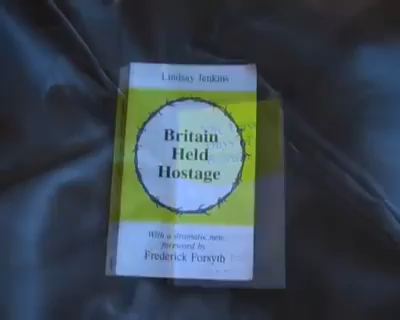 Lindsay Jenkins
Britain
Held
Hostage
With a dramatic new
foreword by
Frederick Forsyth